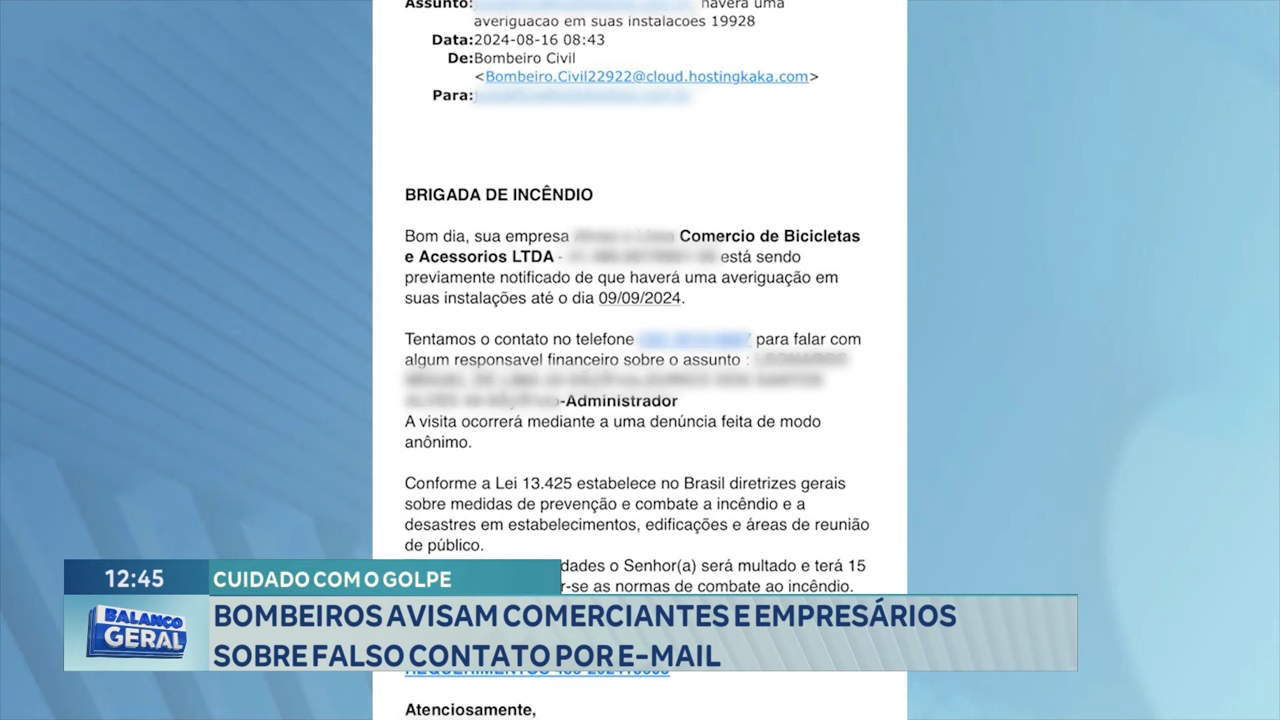 Assunto: haverá uma
averiguacao em suas instalacoes 19928
Data:2024-08-16 08:43
De:Bombeiro Civil
<Bombeiro.Civil22922@cloud.hostingkaka.com>
Para:
BRIGADA DE INCÊNDIO
Bom dia, sua empresa Comercio de Bicicletas
e Acessorios LTDA - está sendo
previamente notificado de que haverá uma averiguação em
suas instalações até o dia 09/09/2024.
Tentamos o contato no telefone para falar com
algum responsavel financeiro sobre o assunto :
-Administrador
A visita ocorrerá mediante a uma denúncia feita de modo
anônimo.
Conforme a Lei 13.425 estabelece no Brasil diretrizes gerais
sobre medidas de prevenção e combate a incêndio e a
desastres em estabelecimentos, edificações e áreas de reunião
de público.
dades o Senhor(a) será multado e terá 15
r-se as normas de combate ao incêndio.
12:45 CUIDADO COM O GOLPE
BALANÇO
GERAL
BOMBEIROS AVISAM COMERCIANTES E EMPRESÁRIOS
SOBRE FALSO CONTATO POR E-MAIL
Atenciosamente,